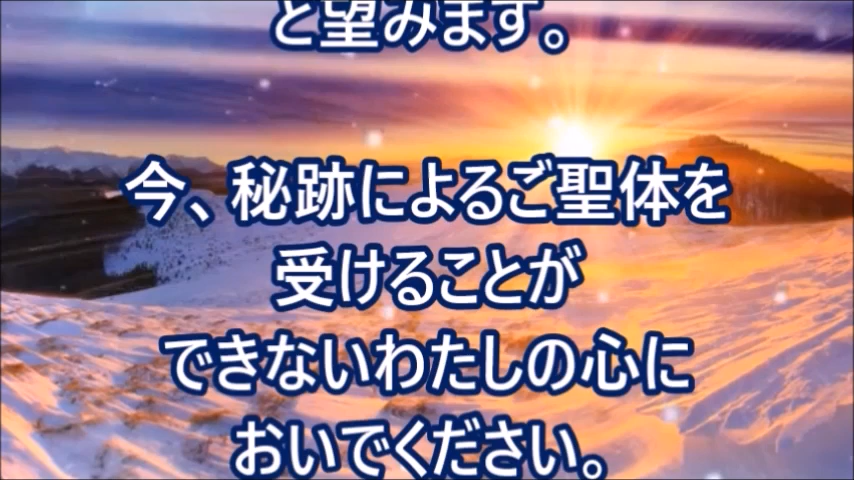 と望みます。
今、秘跡によるご聖体を
受けることが
できないわたしの心に
おいでください。